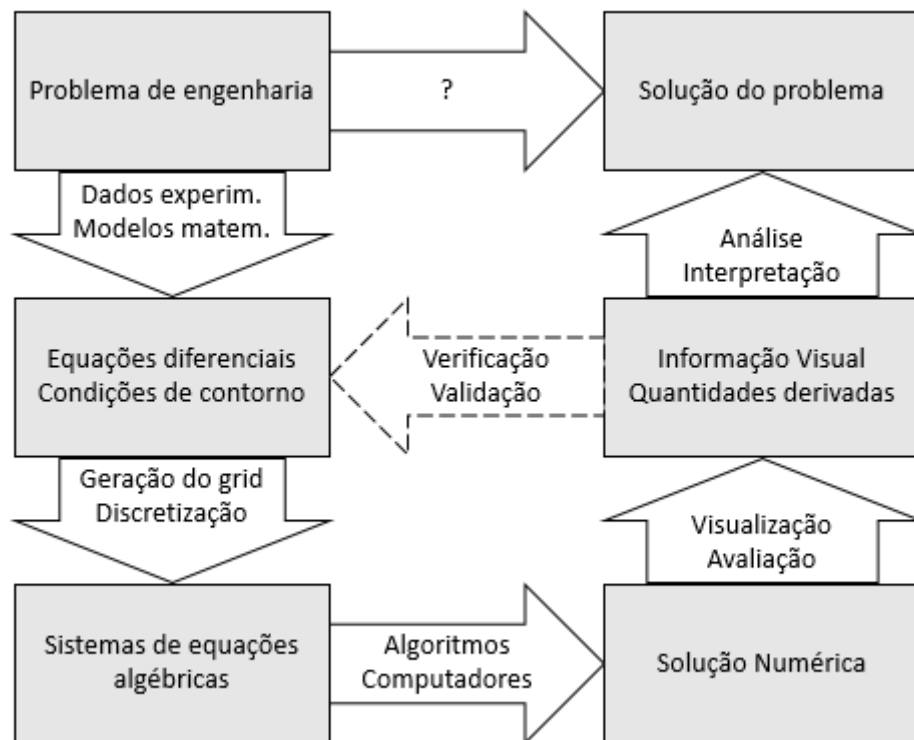 Problema de engenharia
?
Solução do problema
Dados experim.
Modelos matem.
Análise
Interpretação
Equações diferenciais
Condições de contorno
Verificação
Validação
Informação Visual
Quantidades derivadas
Geração do grid
Discretização
Visualização
Avaliação
Sistemas de equações
algébricas
Algoritmos
Computadores
Solução Numérica